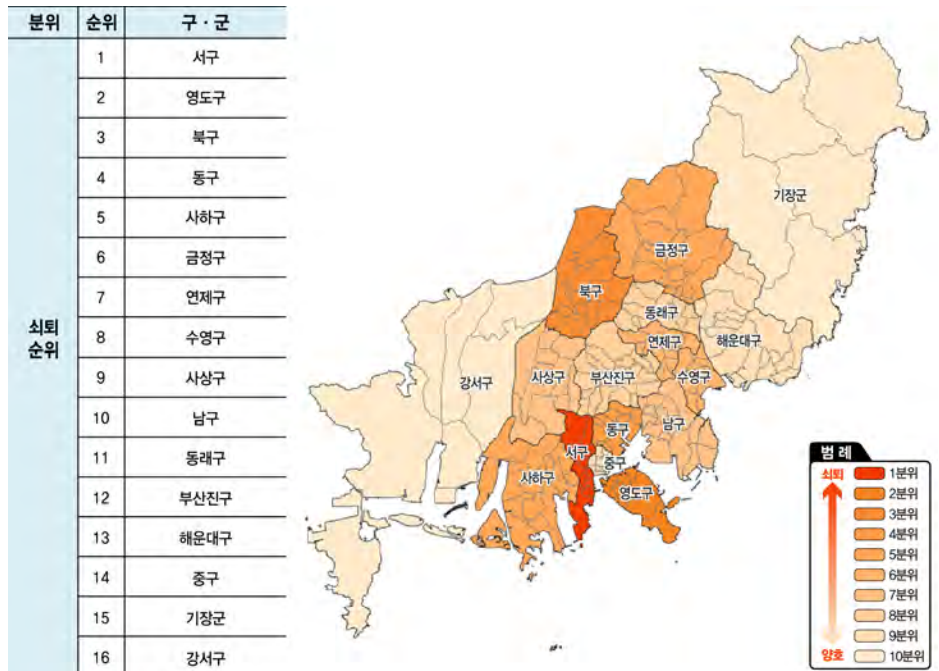 분위 순위 구 · 군
쇠퇴
순위
1 서구
2 영도구
3 북구
4 동구
5 사하구
6 금정구
7 연제구
8 수영구
9 사상구
10 남구
11 동래구
12 부산진구
13 해운대구
14 중구
15 기장군
16 강서구
기장군
금정구
북구
동래구
연제구
해운대구
강서구
사상구
부산진구
수영구
남구
동구
서구
중구
사하구
영도구
범 례
쇠퇴
1분위
2분위
3분위
4분위
5분위
6분위
7분위
8분위
9분위
양호 10분위